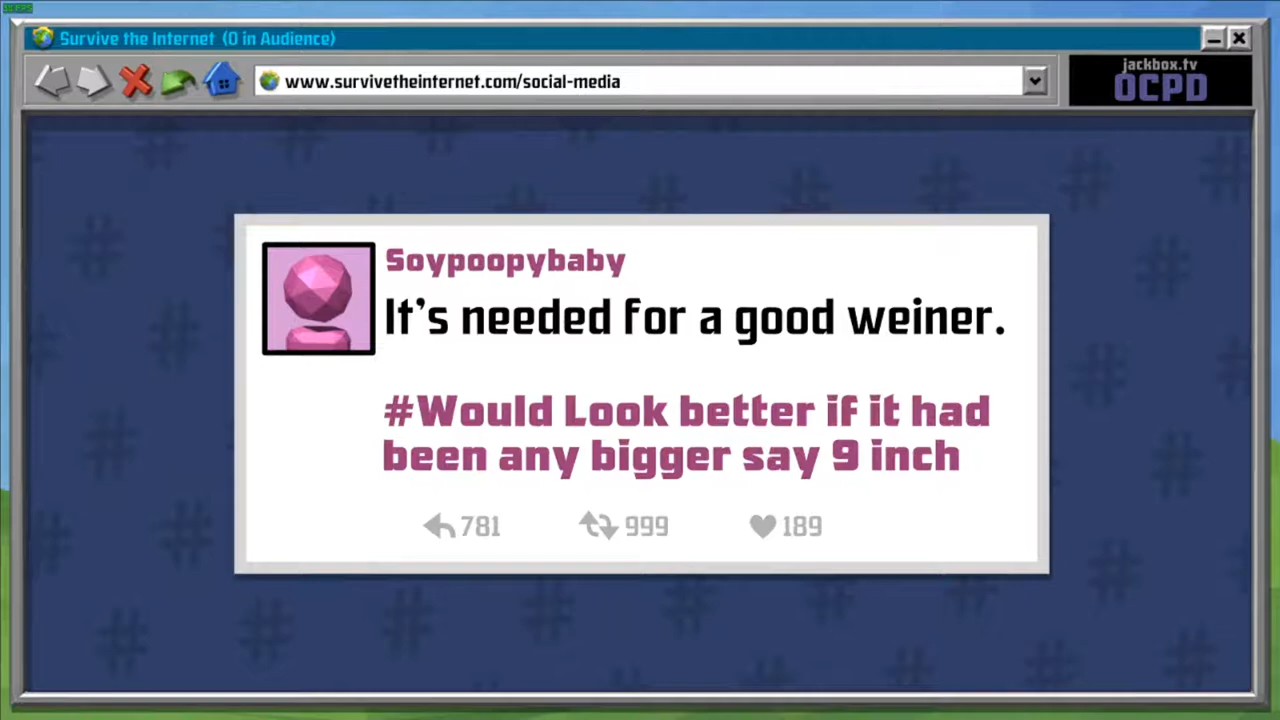 Survive the Internet (0 in Audience)
www.survivetheinternet.com/social-media
jackbox.tv
OCPD
Soypoopybaby
It's needed for a good weiner.
#Would Look better if it had
been any bigger say 9 inch
781 999 189